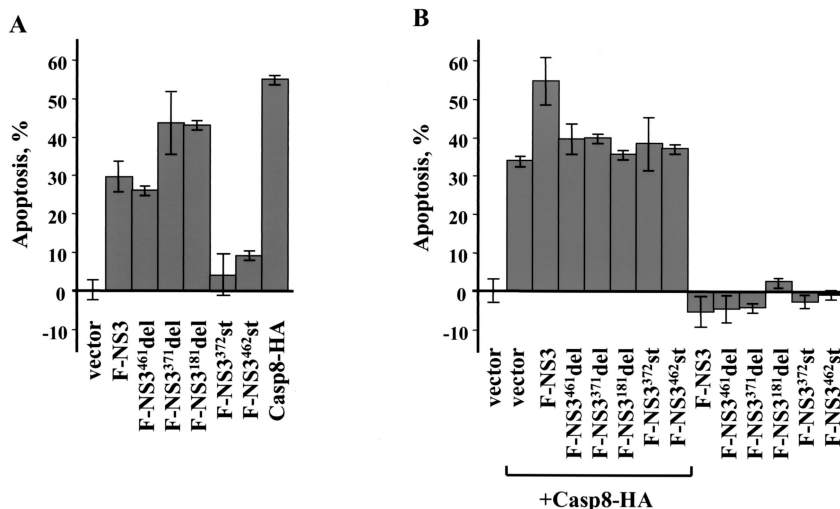 A
Apoptosis, %
60
50
40
30
20
10
0
-10
vector
F-NS3
F-NS3⁴⁶¹del
F-NS3³⁷¹del
F-NS3¹⁸¹del
F-NS3³⁷²st
F-NS3⁴⁶²st
Casp8-HA
B
Apoptosis, %
60
50
40
30
20
10
0
-10
vector
vector
F-NS3
F-NS3⁴⁶¹del
F-NS3³⁷¹del
F-NS3¹⁸¹del
F-NS3³⁷²st
F-NS3⁴⁶²st
F-NS3
F-NS3⁴⁶¹del
F-NS3³⁷¹del
F-NS3¹⁸¹del
F-NS3³⁷²st
F-NS3⁴⁶²st
+Casp8-HA